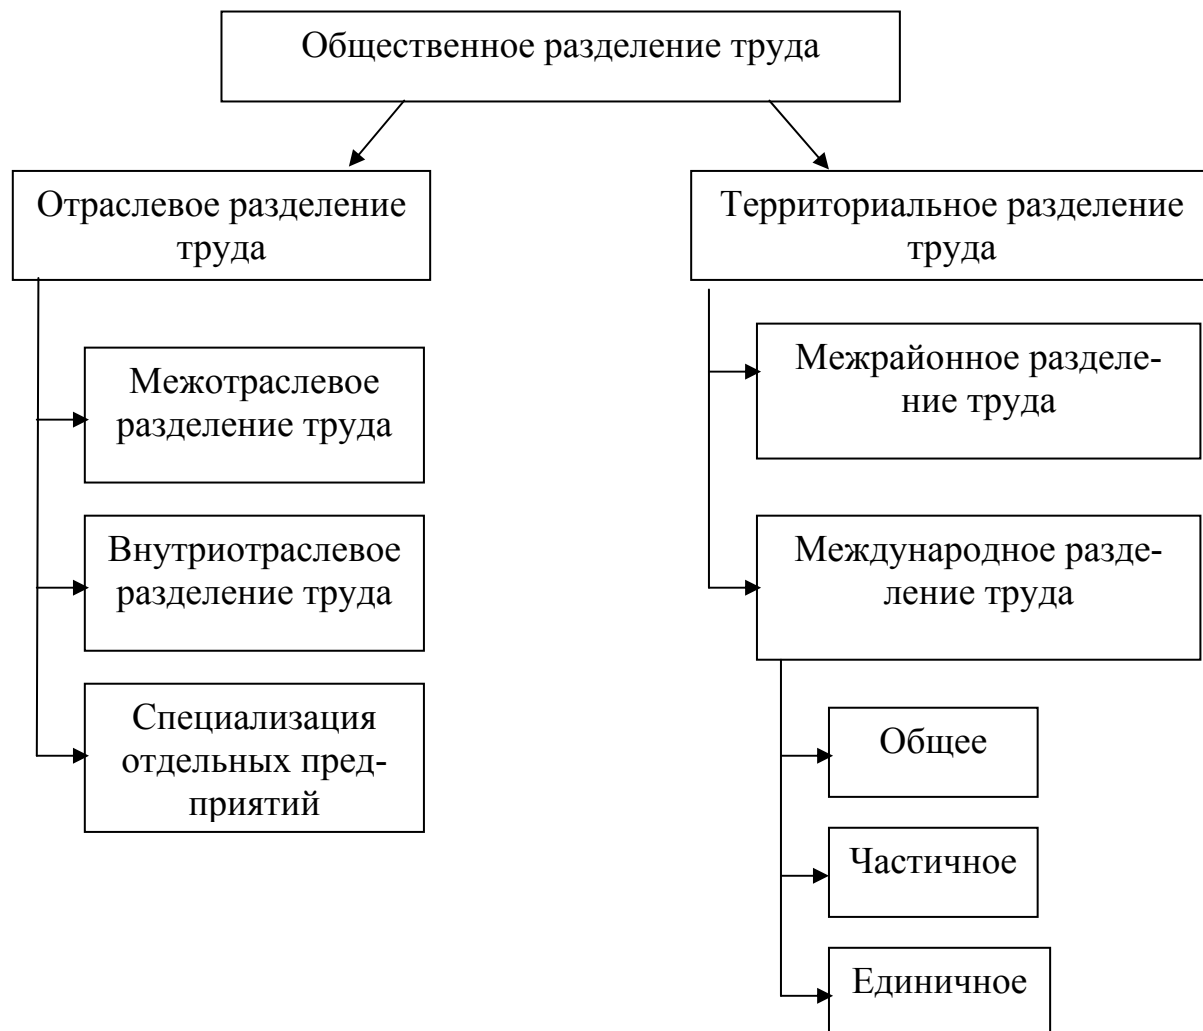 Общественное разделение труда
Отраслевое разделение
труда
Территориальное разделение
труда
Межотраслевое
разделение труда
Внутриотраслевое
разделение труда
Специализация
отдельных пред-
приятий
Межрайонное разделе-
ние труда
Международное разде-
ление труда
Общее
Частичное
Единичное